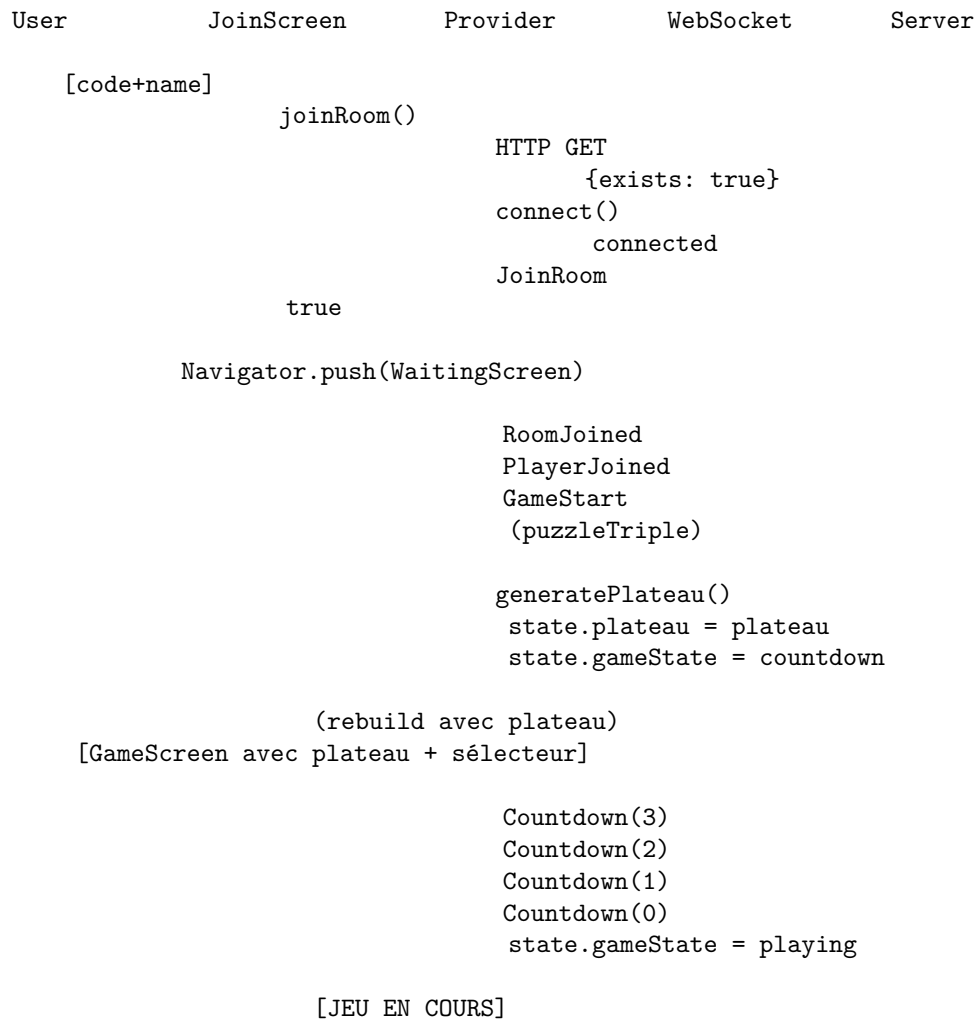 User JoinScreen Provider WebSocket Server
[code+name]
joinRoom()
HTTP GET
{exists: true}
connect()
connected
JoinRoom
true
Navigator.push(WaitingScreen)
RoomJoined
PlayerJoined
GameStart
(puzzleTriple)
generatePlateau()
state.plateau = plateau
state.gameState = countdown
(rebuild avec plateau)
[GameScreen avec plateau + sélecteur]
Countdown(3)
Countdown(2)
Countdown(1)
Countdown(0)
state.gameState = playing
[JEU EN COURS]